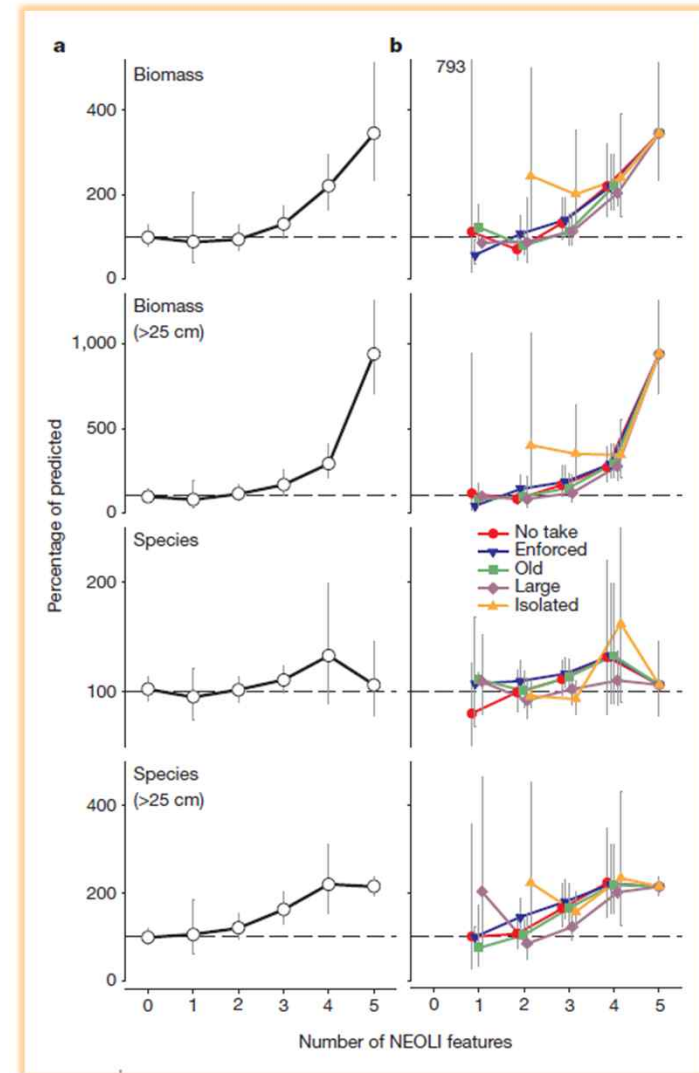 a
b
Biomass
793
400
200
0
Biomass
(>25 cm)
1,000
500
0
Percentage of predicted
Species
200
100
No take
Enforced
Old
Large
Isolated
Species
(>25 cm)
400
200
0
0 1 2 3 4 5
0 1 2 3 4 5
Number of NEOLI features